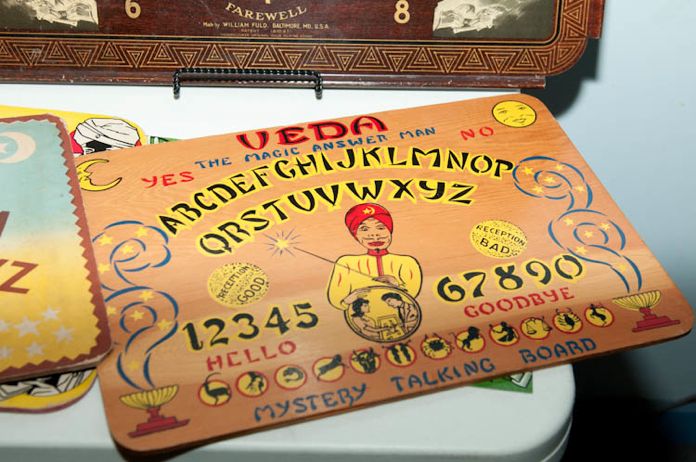 6
8
FAREWELL
Made by WILLIAM FULD, BALTIMORE, MD. U.S.A.
VEDA
THE MAGIC ANSWER MAN
YES
NO
ABCDEFGHIJKLMNOP
QRSTUVWXYZ
RECEPTION
GOOD
RECEPTION
BAD
12345
67890
HELLO
GOODBYE
MYSTERY TALKING BOARD
YZ